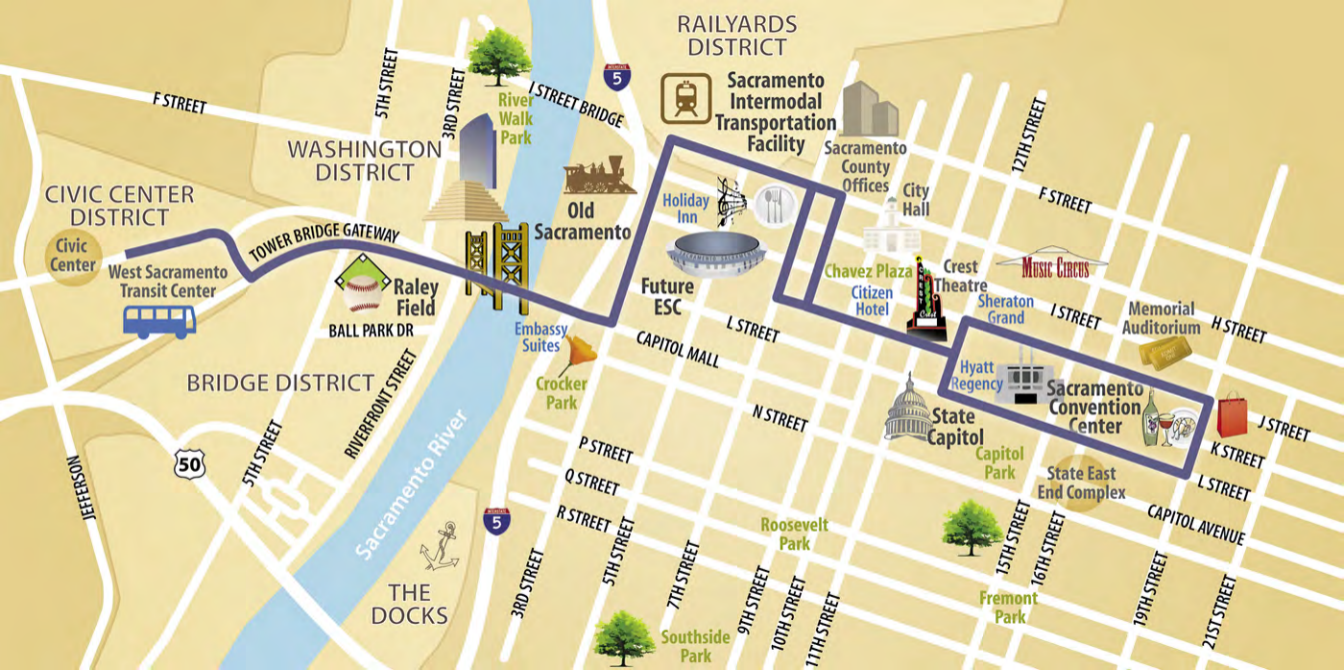 RAILYARDS
DISTRICT
5TH STREET
3RD STREET
INTERSTATE
5
I STREET BRIDGE
F STREET
River
Walk
Park
Sacramento
Intermodal
Transportation
Facility
12TH STREET
WASHINGTON
DISTRICT
Sacramento
County
Offices
CIVIC CENTER
DISTRICT
City
Hall
F STREET
Holiday
Inn
Old
Sacramento
Civic
Center
TOWER BRIDGE GATEWAY
West Sacramento
Transit Center
Raley
Field
Future
ESC
Chavez Plaza
Citizen
Hotel
CREST
Crest
Crest
Theatre
MUSIC CIRCUS
Sheraton
Grand
I STREET
Memorial
Auditorium
H STREET
BALL PARK DR
Embassy
Suites
L STREET
CAPITOL MALL
Crocker
Park
BRIDGE DISTRICT
RIVERFRONT STREET
Hyatt
Regency
Sacramento
Convention
Center
State
Capitol
Capitol
Park
N STREET
J STREET
K STREET
L STREET
State East
End Complex
CAPITOL AVENUE
50
5TH STREET
JEFFERSON
Sacramento River
P STREET
Q STREET
R STREET
INTERSTATE
5
Roosevelt
Park
THE
DOCKS
3RD STREET
5TH STREET
7TH STREET
9TH STREET
10TH STREET
11TH STREET
15TH STREET
16TH STREET
19TH STREET
21ST STREET
Fremont
Park
Southside
Park